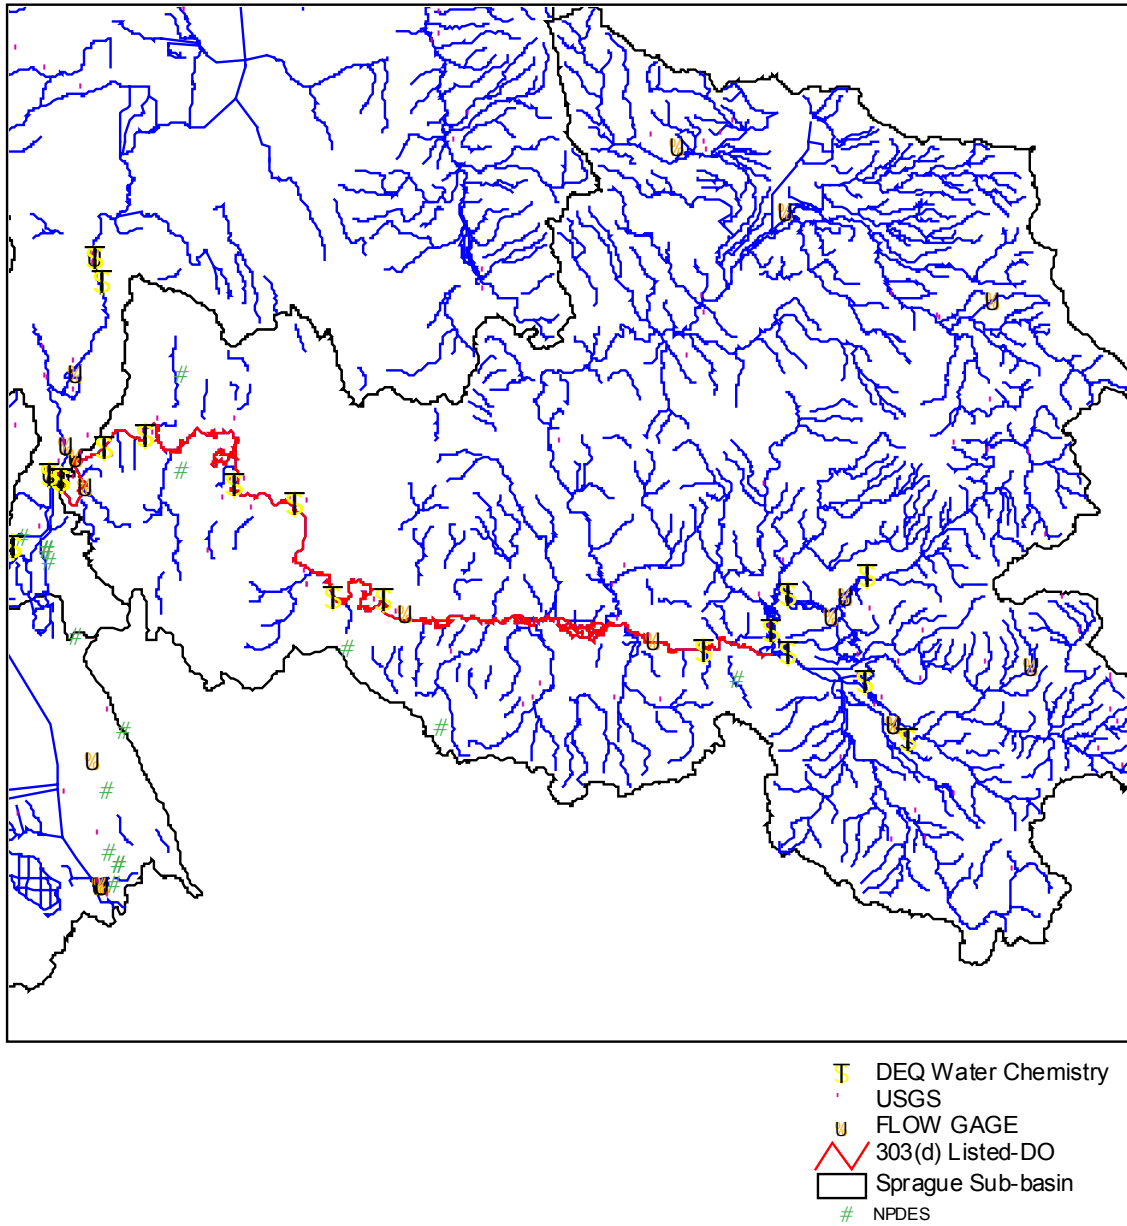 DEQ Water Chemistry
USGS
FLOW GAGE
303(d) Listed-DO
Sprague Sub-basin
# NPDES